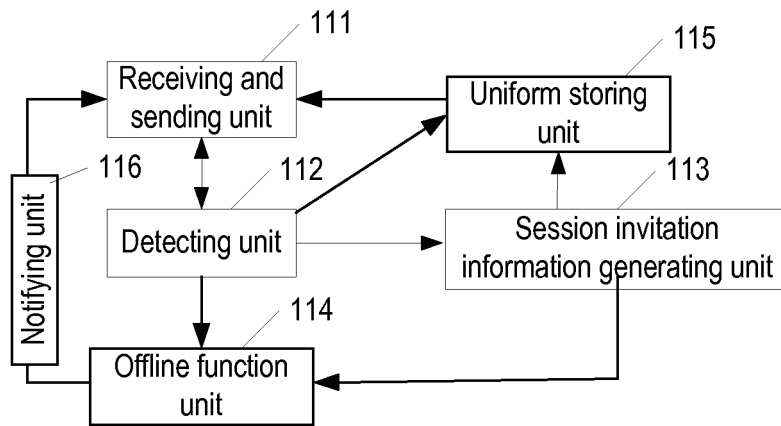 111
Receiving and
sending unit
115
Uniform storing
unit
116
Notifying unit
112
Detecting unit
113
Session invitation
information generating unit
114
Offline function
unit